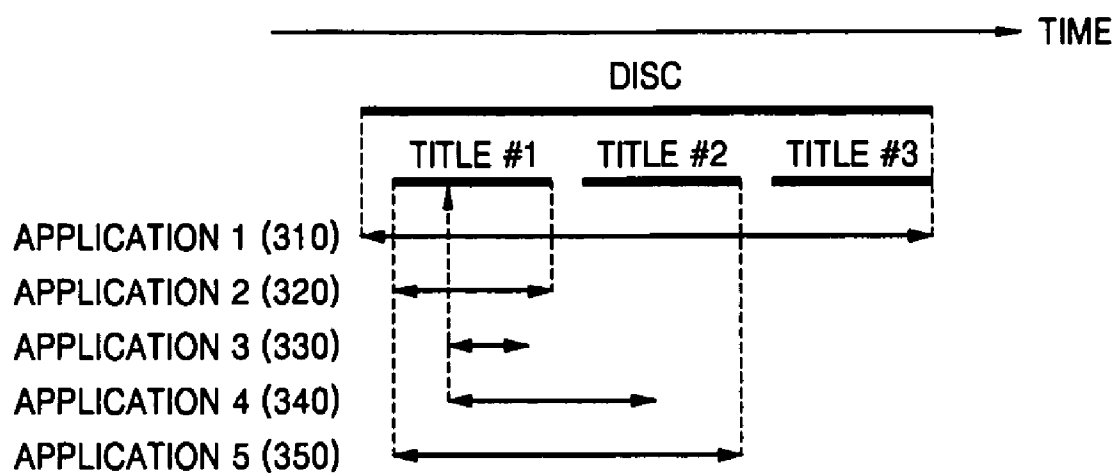 TIME
DISC
TITLE #1 TITLE #2 TITLE #3
APPLICATION 1 (310)
APPLICATION 2 (320)
APPLICATION 3 (330)
APPLICATION 4 (340)
APPLICATION 5 (350)